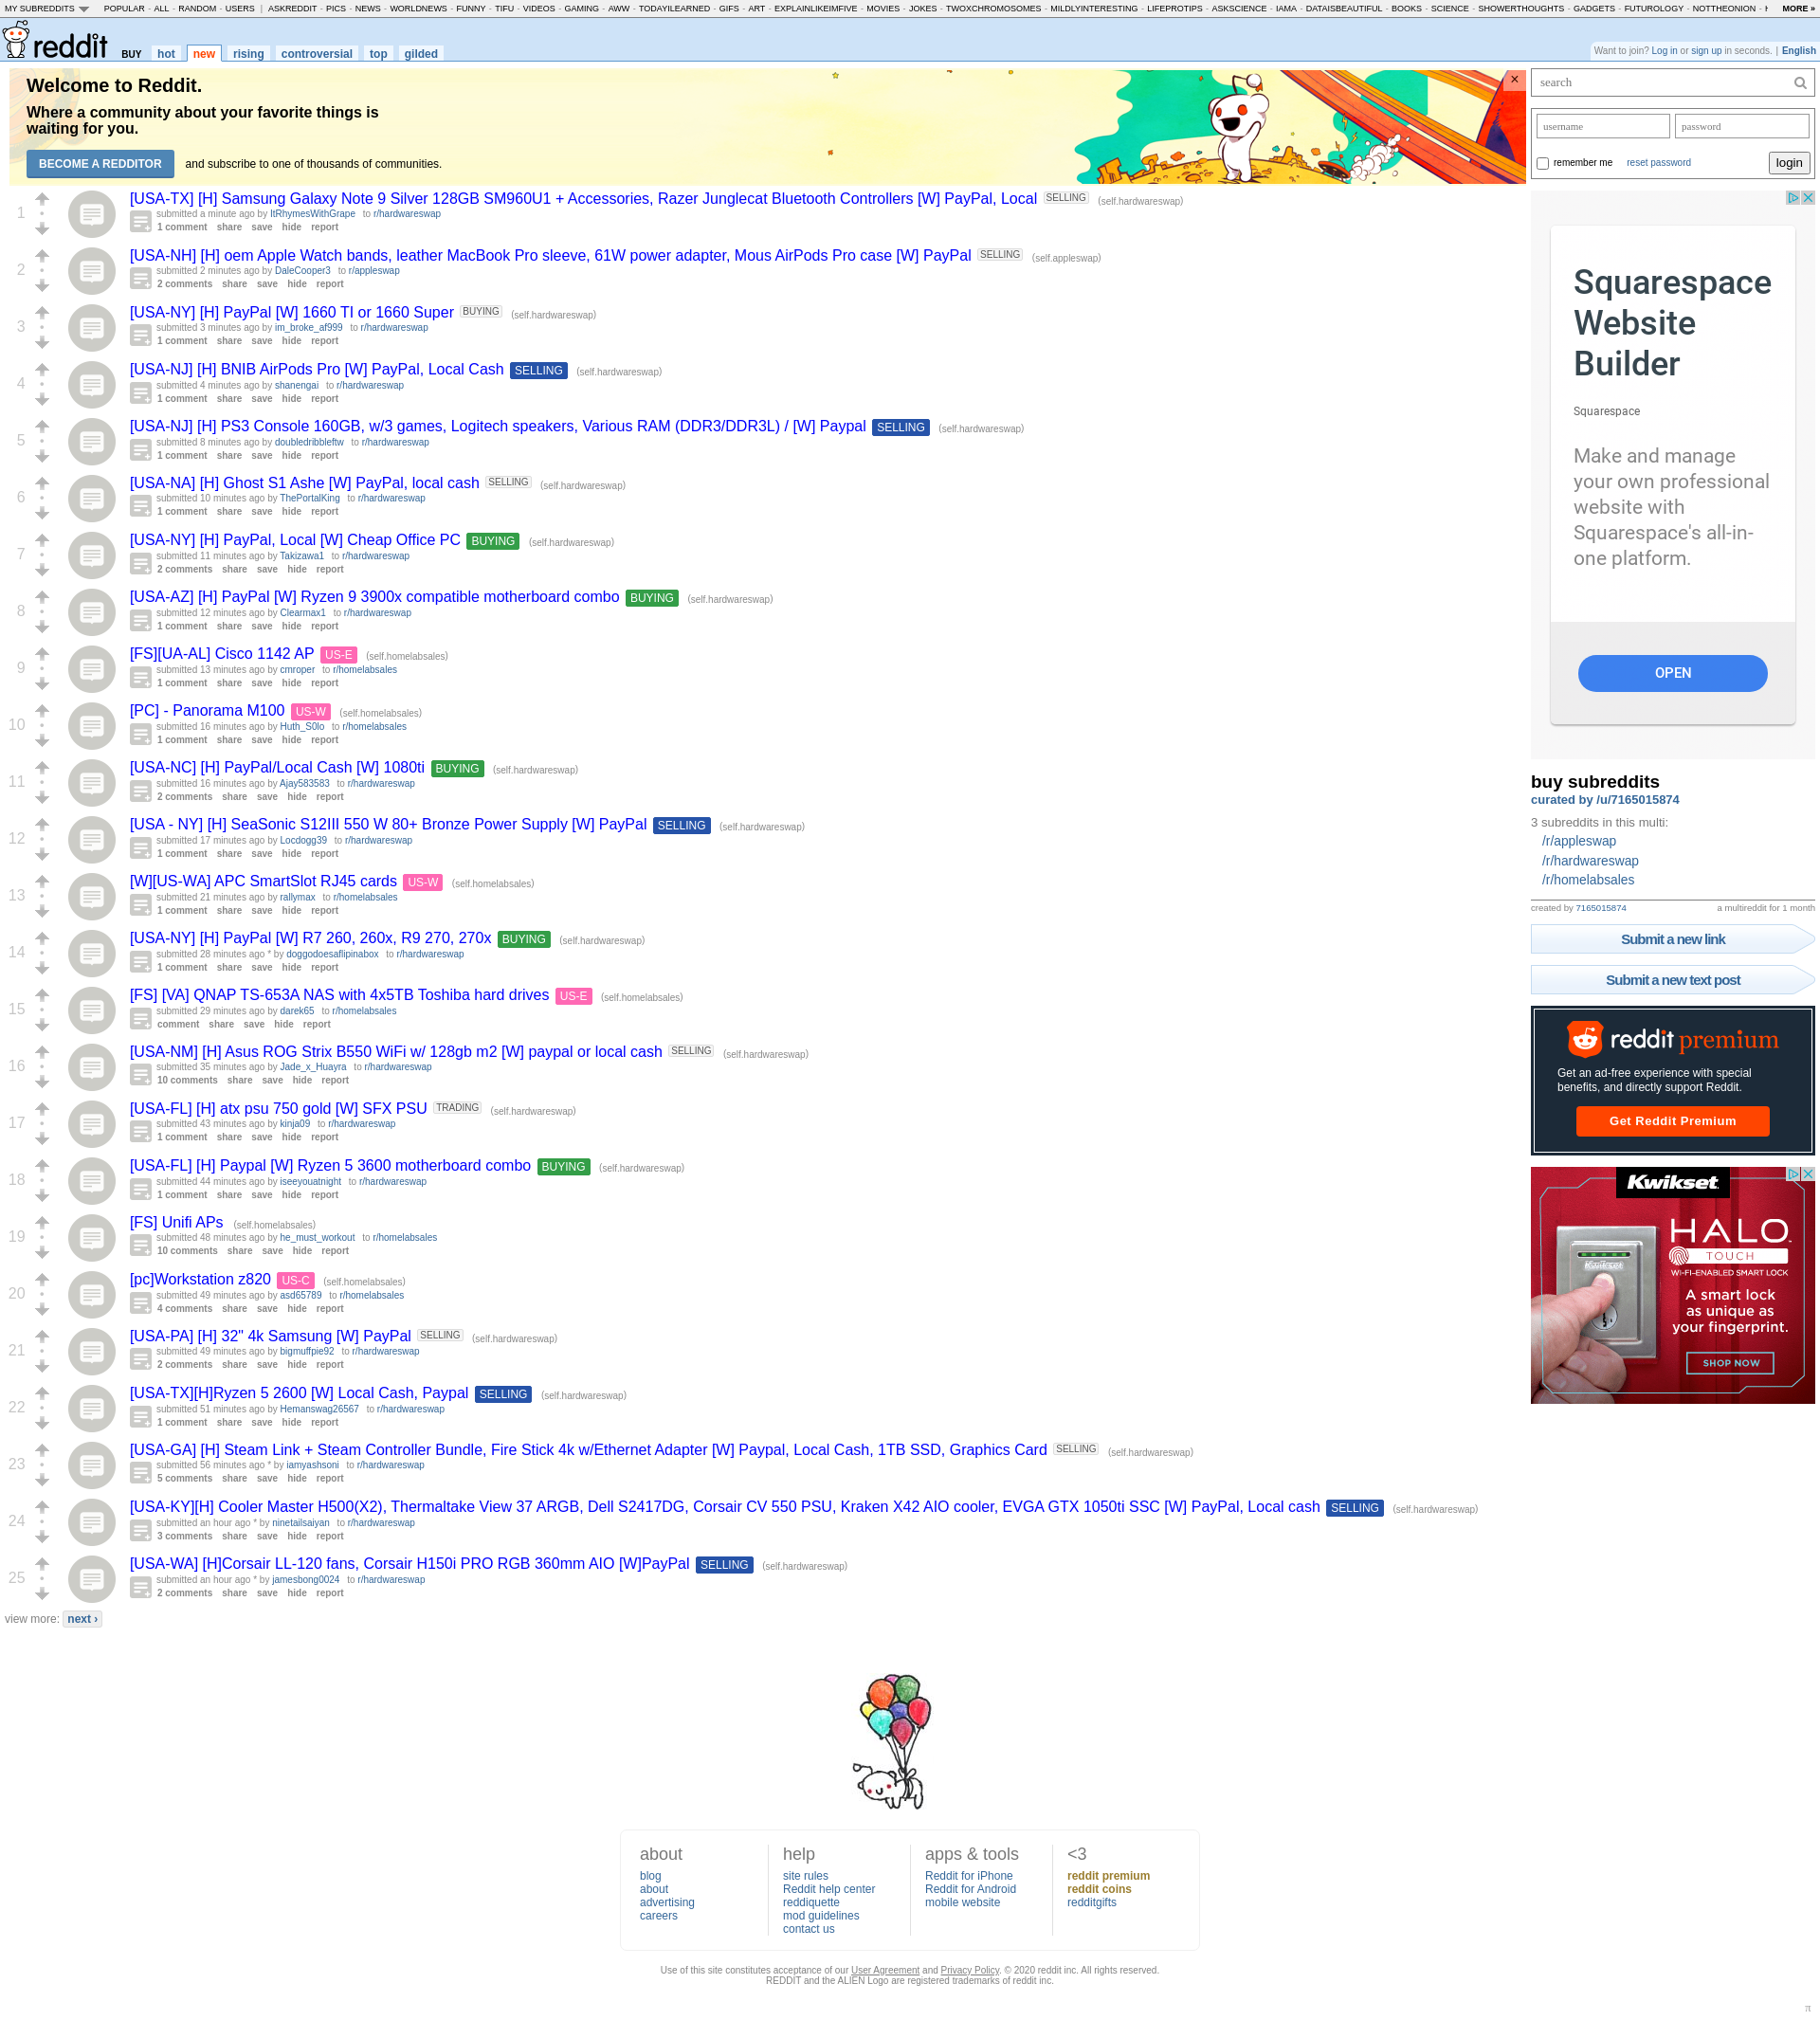 MY SUBREDDITS POPULAR - ALL - RANDOM - USERS | ASKREDDIT - PICS - NEWS - WORLDNEWS - FUNNY - TIFU - VIDEOS - GAMING - AWW - TODAYILEARNED - GIFS - ART - EXPLAINLIKEIMFIVE - MOVIES - JOKES - TWOXCHROMOSOMES - MILDLYINTERESTING - LIFEPROTIPS - ASKSCIENCE - IAMA - DATAISBEAUTIFUL - BOOKS - SCIENCE - SHOWERTHOUGHTS - GADGETS - FUTUROLOGY - NOTTHEONION - MORE »
reddit BUY hot new rising controversial top gilded
Want to join? Log in or sign up in seconds. | English
Welcome to Reddit.
Where a community about your favorite things is
waiting for you.
BECOME A REDDITOR and subscribe to one of thousands of communities.
×
1
[USA-TX] [H] Samsung Galaxy Note 9 Silver 128GB SM960U1 + Accessories, Razer Junglecat Bluetooth Controllers [W] PayPal, Local SELLING (self.hardwareswap)
submitted a minute ago by ItRhymesWithGrape to r/hardwareswap
1 comment share save hide report
2
[USA-NH] [H] oem Apple Watch bands, leather MacBook Pro sleeve, 61W power adapter, Mous AirPods Pro case [W] PayPal SELLING (self.appleswap)
submitted 2 minutes ago by DaleCooper3 to r/appleswap
2 comments share save hide report
3
[USA-NY] [H] PayPal [W] 1660 TI or 1660 Super BUYING (self.hardwareswap)
submitted 3 minutes ago by im_broke_af999 to r/hardwareswap
1 comment share save hide report
4
[USA-NJ] [H] BNIB AirPods Pro [W] PayPal, Local Cash SELLING (self.hardwareswap)
submitted 4 minutes ago by shanengai to r/hardwareswap
1 comment share save hide report
5
[USA-NJ] [H] PS3 Console 160GB, w/3 games, Logitech speakers, Various RAM (DDR3/DDR3L) / [W] Paypal SELLING (self.hardwareswap)
submitted 8 minutes ago by doubledribbleftw to r/hardwareswap
1 comment share save hide report
6
[USA-NA] [H] Ghost S1 Ashe [W] PayPal, local cash SELLING (self.hardwareswap)
submitted 10 minutes ago by ThePortalKing to r/hardwareswap
1 comment share save hide report
7
[USA-NY] [H] PayPal, Local [W] Cheap Office PC BUYING (self.hardwareswap)
submitted 11 minutes ago by Takizawa1 to r/hardwareswap
2 comments share save hide report
8
[USA-AZ] [H] PayPal [W] Ryzen 9 3900x compatible motherboard combo BUYING (self.hardwareswap)
submitted 12 minutes ago by Clearmax1 to r/hardwareswap
1 comment share save hide report
9
[FS][UA-AL] Cisco 1142 AP US-E (self.homelabsales)
submitted 13 minutes ago by cmroper to r/homelabsales
1 comment share save hide report
10
[PC] - Panorama M100 US-W (self.homelabsales)
submitted 16 minutes ago by Huth_S0lo to r/homelabsales
1 comment share save hide report
11
[USA-NC] [H] PayPal/Local Cash [W] 1080ti BUYING (self.hardwareswap)
submitted 16 minutes ago by Ajay583583 to r/hardwareswap
2 comments share save hide report
12
[USA - NY] [H] SeaSonic S12III 550 W 80+ Bronze Power Supply [W] PayPal SELLING (self.hardwareswap)
submitted 17 minutes ago by Locdogg39 to r/hardwareswap
1 comment share save hide report
13
[W][US-WA] APC SmartSlot RJ45 cards US-W (self.homelabsales)
submitted 21 minutes ago by rallymax to r/homelabsales
1 comment share save hide report
14
[USA-NY] [H] PayPal [W] R7 260, 260x, R9 270, 270x BUYING (self.hardwareswap)
submitted 28 minutes ago * by doggodoesaflipinabox to r/hardwareswap
1 comment share save hide report
15
[FS] [VA] QNAP TS-653A NAS with 4x5TB Toshiba hard drives US-E (self.homelabsales)
submitted 29 minutes ago by darek65 to r/homelabsales
comment share save hide report
16
[USA-NM] [H] Asus ROG Strix B550 WiFi w/ 128gb m2 [W] paypal or local cash SELLING (self.hardwareswap)
submitted 35 minutes ago by Jade_x_Huayra to r/hardwareswap
10 comments share save hide report
17
[USA-FL] [H] atx psu 750 gold [W] SFX PSU TRADING (self.hardwareswap)
submitted 43 minutes ago by kinja09 to r/hardwareswap
1 comment share save hide report
18
[USA-FL] [H] Paypal [W] Ryzen 5 3600 motherboard combo BUYING (self.hardwareswap)
submitted 44 minutes ago by iseeyouatnight to r/hardwareswap
1 comment share save hide report
19
[FS] Unifi APs (self.homelabsales)
submitted 48 minutes ago by he_must_workout to r/homelabsales
10 comments share save hide report
20
[pc]Workstation z820 US-C (self.homelabsales)
submitted 49 minutes ago by asd65789 to r/homelabsales
4 comments share save hide report
21
[USA-PA] [H] 32" 4k Samsung [W] PayPal SELLING (self.hardwareswap)
submitted 49 minutes ago by bigmuffpie92 to r/hardwareswap
2 comments share save hide report
22
[USA-TX][H]Ryzen 5 2600 [W] Local Cash, Paypal SELLING (self.hardwareswap)
submitted 51 minutes ago by Hemanswag26567 to r/hardwareswap
1 comment share save hide report
23
[USA-GA] [H] Steam Link + Steam Controller Bundle, Fire Stick 4k w/Ethernet Adapter [W] Paypal, Local Cash, 1TB SSD, Graphics Card SELLING (self.hardwareswap)
submitted 56 minutes ago * by iamyashsoni to r/hardwareswap
5 comments share save hide report
24
[USA-KY][H] Cooler Master H500(X2), Thermaltake View 37 ARGB, Dell S2417DG, Corsair CV 550 PSU, Kraken X42 AIO cooler, EVGA GTX 1050ti SSC [W] PayPal, Local cash SELLING (self.hardwareswap)
submitted an hour ago * by ninetailsaiyan to r/hardwareswap
3 comments share save hide report
25
[USA-WA] [H]Corsair LL-120 fans, Corsair H150i PRO RGB 360mm AIO [W]PayPal SELLING (self.hardwareswap)
submitted an hour ago * by jamesbong0024 to r/hardwareswap
2 comments share save hide report
view more: next ›
search
username password
remember me reset password login
Squarespace
Website
Builder
Squarespace
Make and manage
your own professional
website with
Squarespace's all-in-
one platform.
OPEN
buy subreddits
curated by /u/7165015874
3 subreddits in this multi:
/r/appleswap
/r/hardwareswap
/r/homelabsales
created by 7165015874 a multireddit for 1 month
Submit a new link
Submit a new text post
reddit premium
Get an ad-free experience with special
benefits, and directly support Reddit.
Get Reddit Premium
Kwikset
HALO
TOUCH
WI-FI-ENABLED SMART LOCK
Kwikset
A smart lock
as unique as
your fingerprint.
SHOP NOW
about
blog
about
advertising
careers
help
site rules
Reddit help center
reddiquette
mod guidelines
contact us
apps & tools
Reddit for iPhone
Reddit for Android
mobile website
<3
reddit premium
reddit coins
redditgifts
Use of this site constitutes acceptance of our User Agreement and Privacy Policy. © 2020 reddit inc. All rights reserved.
REDDIT and the ALIEN Logo are registered trademarks of reddit inc.
π